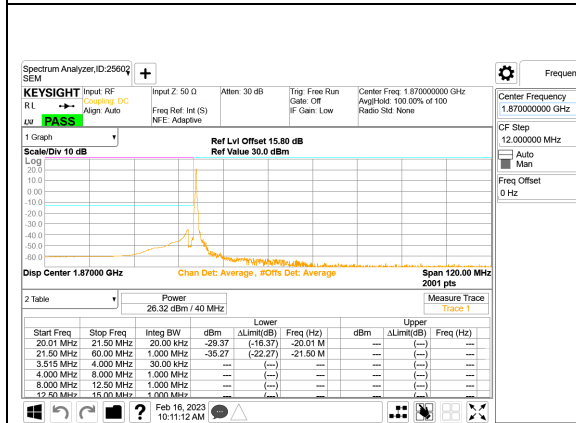 Spectrum Analyzer,ID:25602
SEM
KEYSIGHT
R L
PASS
Input: RF
Coupling: DC
Align: Auto
Input Z: 50 Ω
Freq Ref: Int (S)
NFE: Adaptive
Atten: 30 dB
Trig: Free Run
Gate: Off
IF Gain: Low
Center Freq: 1.870000000 GHz
Avg|Hold: 100.00% of 100
Radio Std: None
Frequen
Center Frequency
1.870000000 GHz
CF Step
12.000000 MHz
Auto
Man
Freq Offset
0 Hz
1 Graph
Scale/Div 10 dB
Ref Lvl Offset 15.80 dB
Ref Value 30.0 dBm
Log
20.0
10.0
0.00
-10.0
-20.0
-30.0
-40.0
-50.0
-60.0
Disp Center 1.87000 GHz
Chan Det: Average , #Offs Det: Average
Span 120.00 MHz
2001 pts
2 Table
Power
26.32 dBm / 40 MHz
Measure Trace
Trace 1
Lower Upper
Start Freq Stop Freq Integ BW dBm ΔLimit(dB) Freq (Hz) dBm ΔLimit(dB) Freq (Hz)
20.01 MHz 21.50 MHz 20.00 kHz -29.37 (-16.37) -20.01 M --- (---) ---
21.50 MHz 60.00 MHz 1.000 MHz -35.27 (-22.27) -21.50 M --- (---) ---
3.515 MHz 4.000 MHz 30.00 kHz --- (---) --- --- (---) ---
4.000 MHz 8.000 MHz 1.000 MHz --- (---) --- --- (---) ---
8.000 MHz 12.50 MHz 1.000 MHz --- (---) --- --- (---) ---
12.50 MHz 15.00 MHz 1.000 MHz --- (---) --- --- (---) ---
Feb 16, 2023
10:11:12 AM